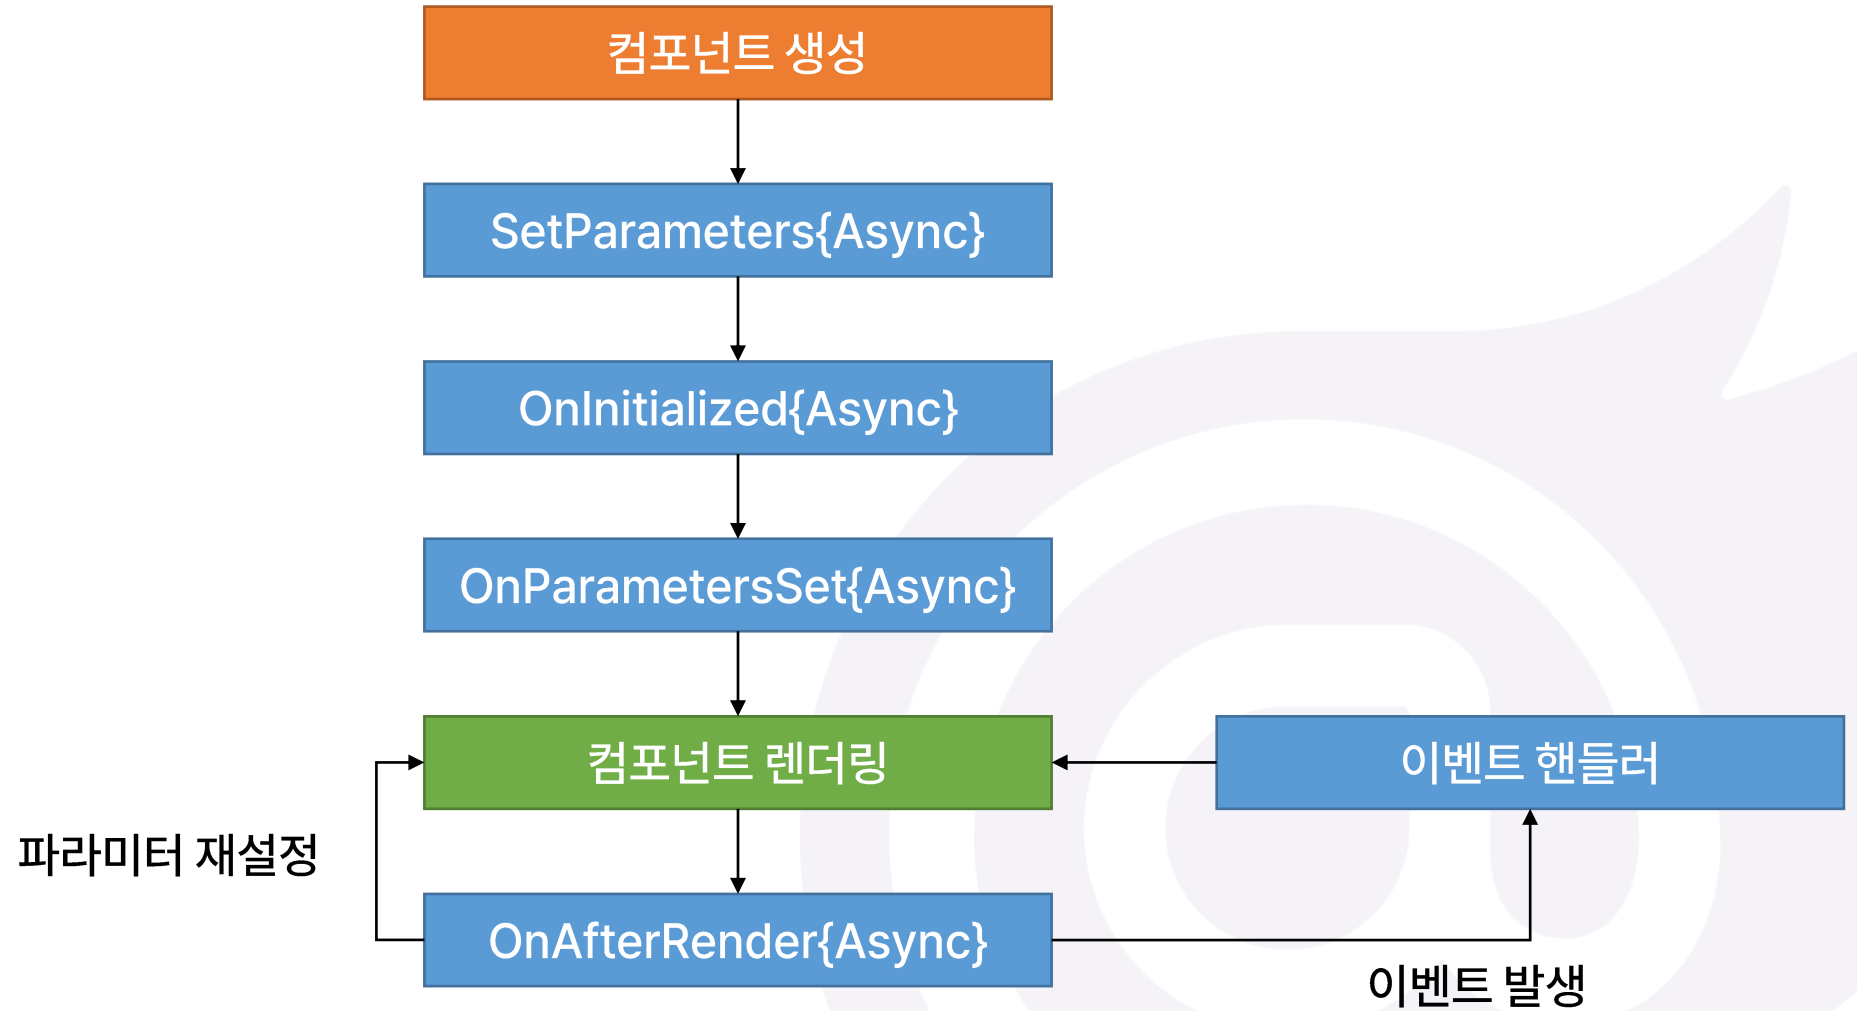 컴포넌트 생성
SetParameters{Async}
OnInitialized{Async}
OnParametersSet{Async}
컴포넌트 렌더링
이벤트 핸들러
파라미터 재설정
OnAfterRender{Async}
이벤트 발생